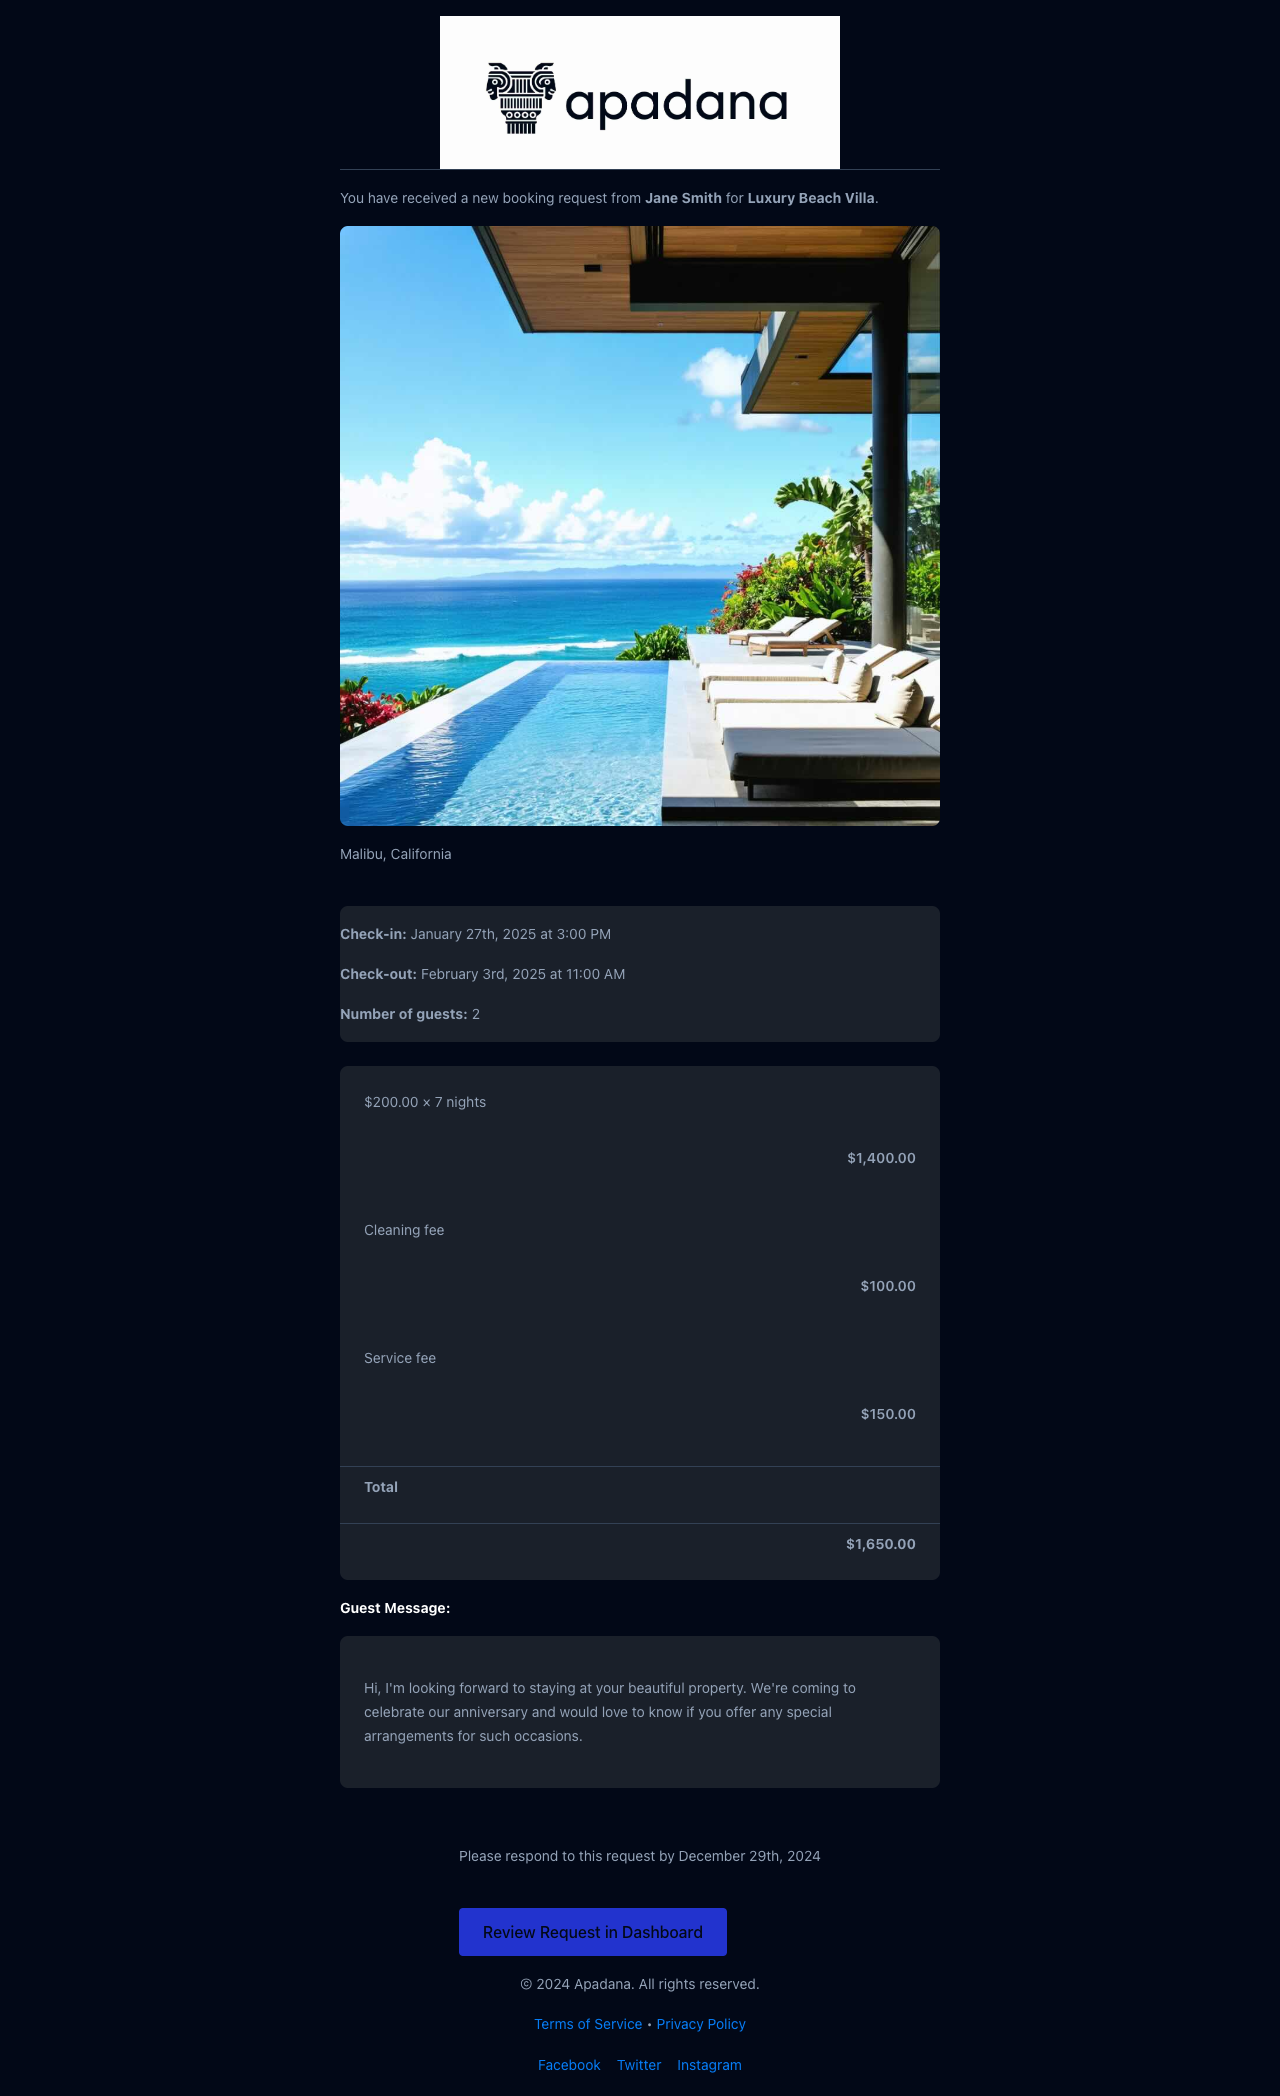 apadana
You have received a new booking request from Jane Smith for Luxury Beach Villa.
Malibu, California
Check-in: January 27th, 2025 at 3:00 PM
Check-out: February 3rd, 2025 at 11:00 AM
Number of guests: 2
$200.00 × 7 nights
$1,400.00
Cleaning fee
$100.00
Service fee
$150.00
Total
$1,650.00
Guest Message:
Hi, I'm looking forward to staying at your beautiful property. We're coming to
celebrate our anniversary and would love to know if you offer any special
arrangements for such occasions.
Please respond to this request by December 29th, 2024
Review Request in Dashboard
© 2024 Apadana. All rights reserved.
Terms of Service • Privacy Policy
Facebook Twitter Instagram